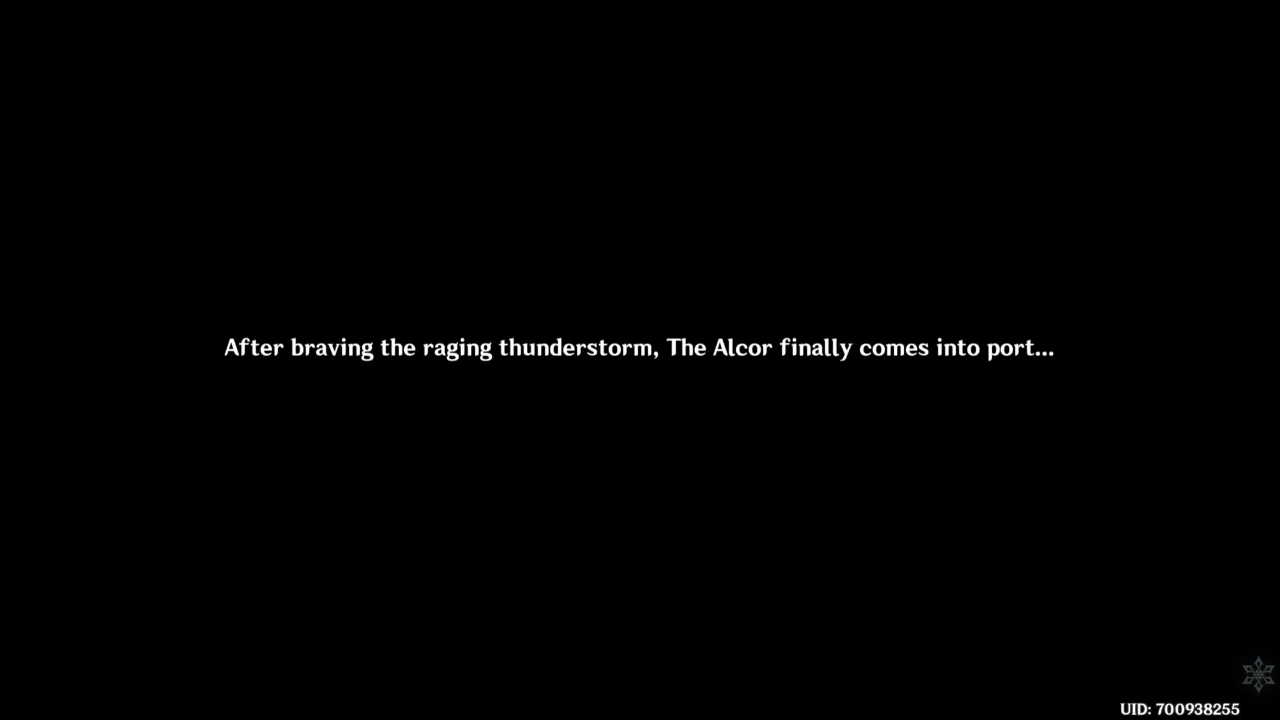 After braving the raging thunderstorm, The Alcor finally comes into port...
UID: 700938255